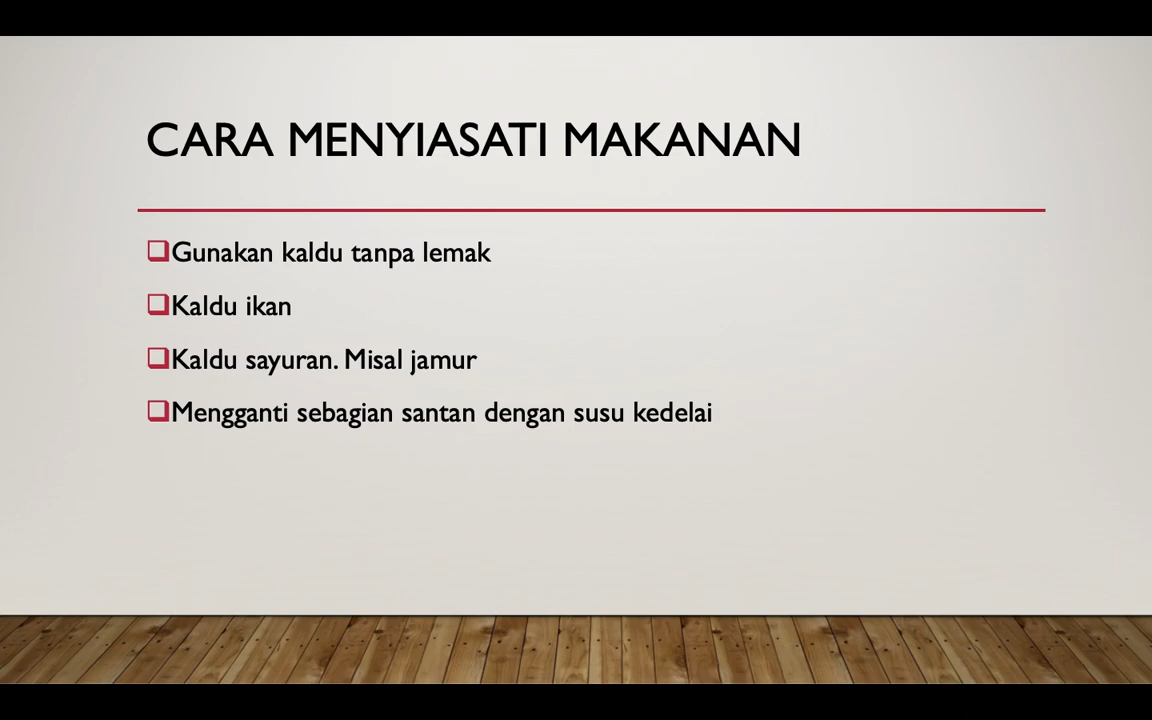 CARA MENYIASATI MAKANAN
Gunakan kaldu tanpa lemak
Kaldu ikan
Kaldu sayuran. Misal jamur
Mengganti sebagian santan dengan susu kedelai